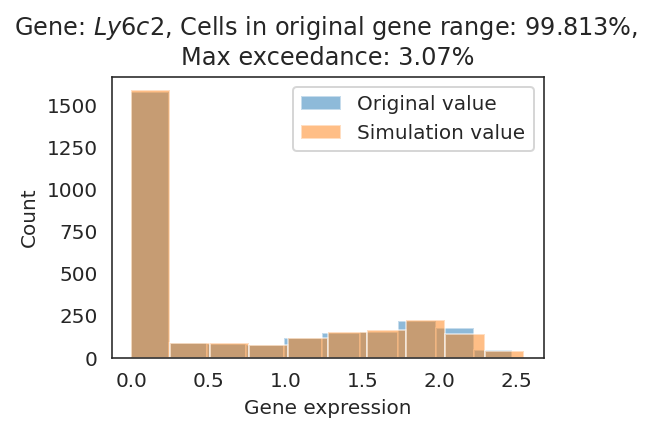 Gene: Ly6c2, Cells in original gene range: 99.813%,
Max exceedance: 3.07%
Original value
Simulation value
1500
1250
1000
750
500
250
0
Count
0.0 0.5 1.0 1.5 2.0 2.5
Gene expression